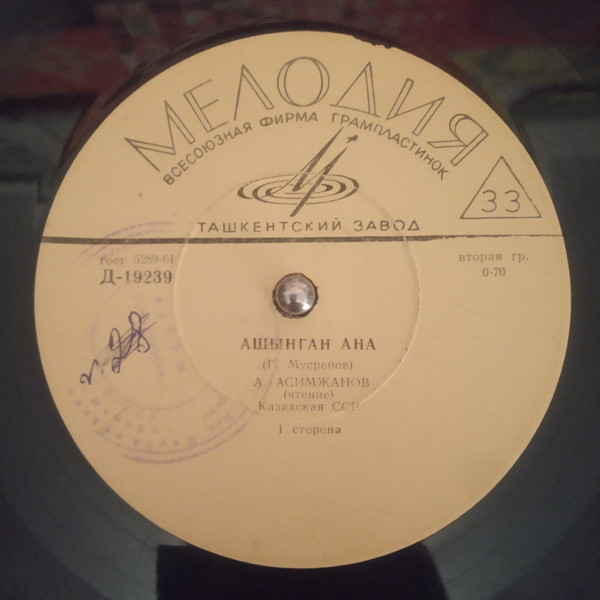 МЕЛОДИЯ
ВСЕСОЮЗНАЯ ФИРМА ГРАМПЛАСТИНОК
33
ТАШКЕНТСКИЙ ЗАВОД
гост 5289-61
Д-19239
вторая гр.
0-70
АШЫНГАН АНА
(Г. Мусрепов)
А. АСИМЖАНОВ
(чтение)
Казахская ССР
1 сторона